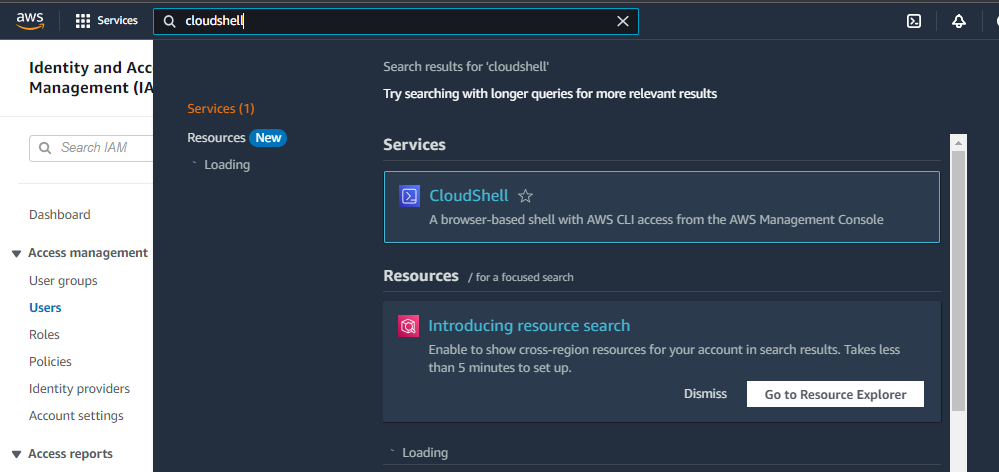 aws
Services
cloudshell
Identity and Acc
Management (IA
Search IAM
Dashboard
Access management
User groups
Users
Roles
Policies
Identity providers
Account settings
Access reports
Services (1)
Resources New
Loading
Search results for 'cloudshell'
Try searching with longer queries for more relevant results
Services
CloudShell
A browser-based shell with AWS CLI access from the AWS Management Console
Resources / for a focused search
Introducing resource search
Enable to show cross-region resources for your account in search results. Takes less
than 5 minutes to set up.
Dismiss Go to Resource Explorer
Loading